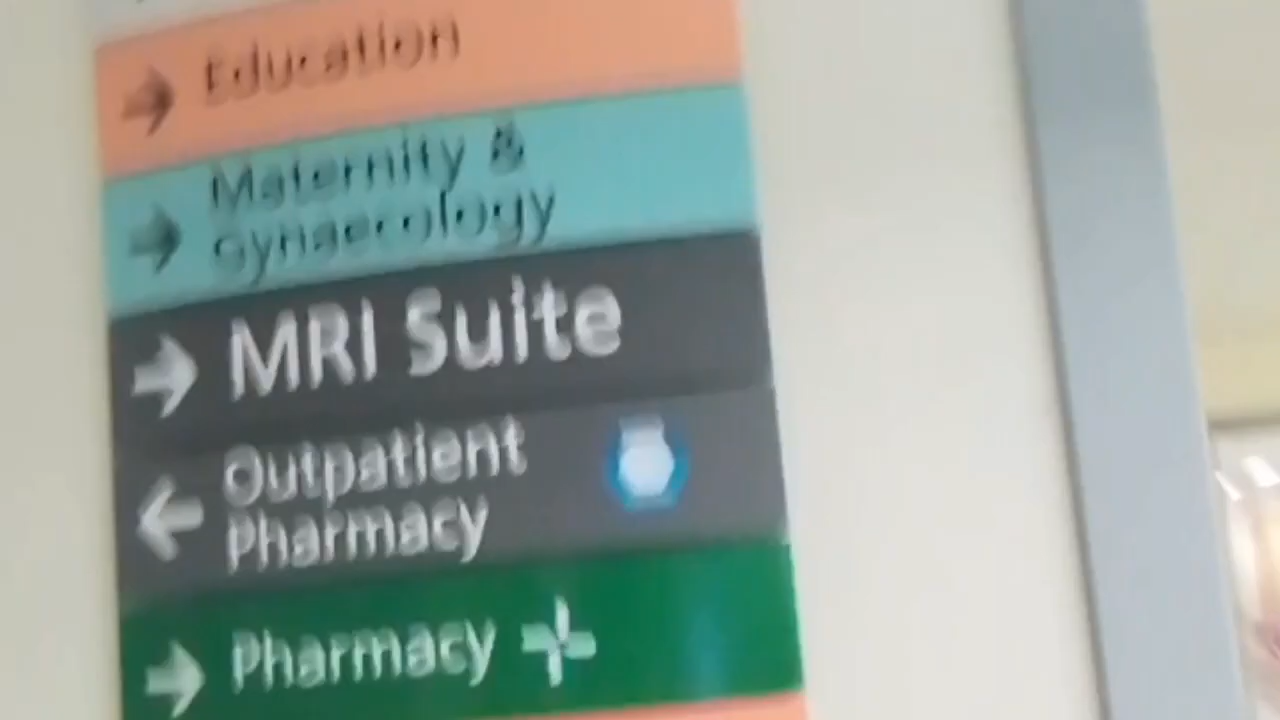 Education
Maternity &
Gynaecology
MRI Suite
Outpatient
Pharmacy
Pharmacy